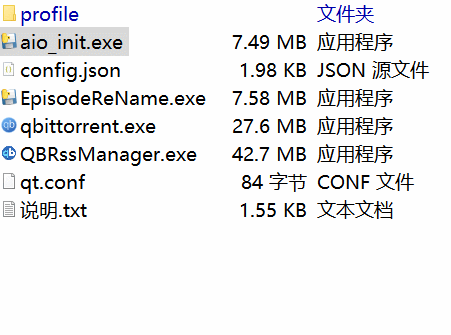 profile 文件夹
aio_init.exe 7.49 MB 应用程序
config.json 1.98 KB JSON 源文件
EpisodeReName.exe 7.58 MB 应用程序
qbittorrent.exe 27.6 MB 应用程序
QBRssManager.exe 42.7 MB 应用程序
qt.conf 84 字节 CONF 文件
说明.txt 1.55 KB 文本文档